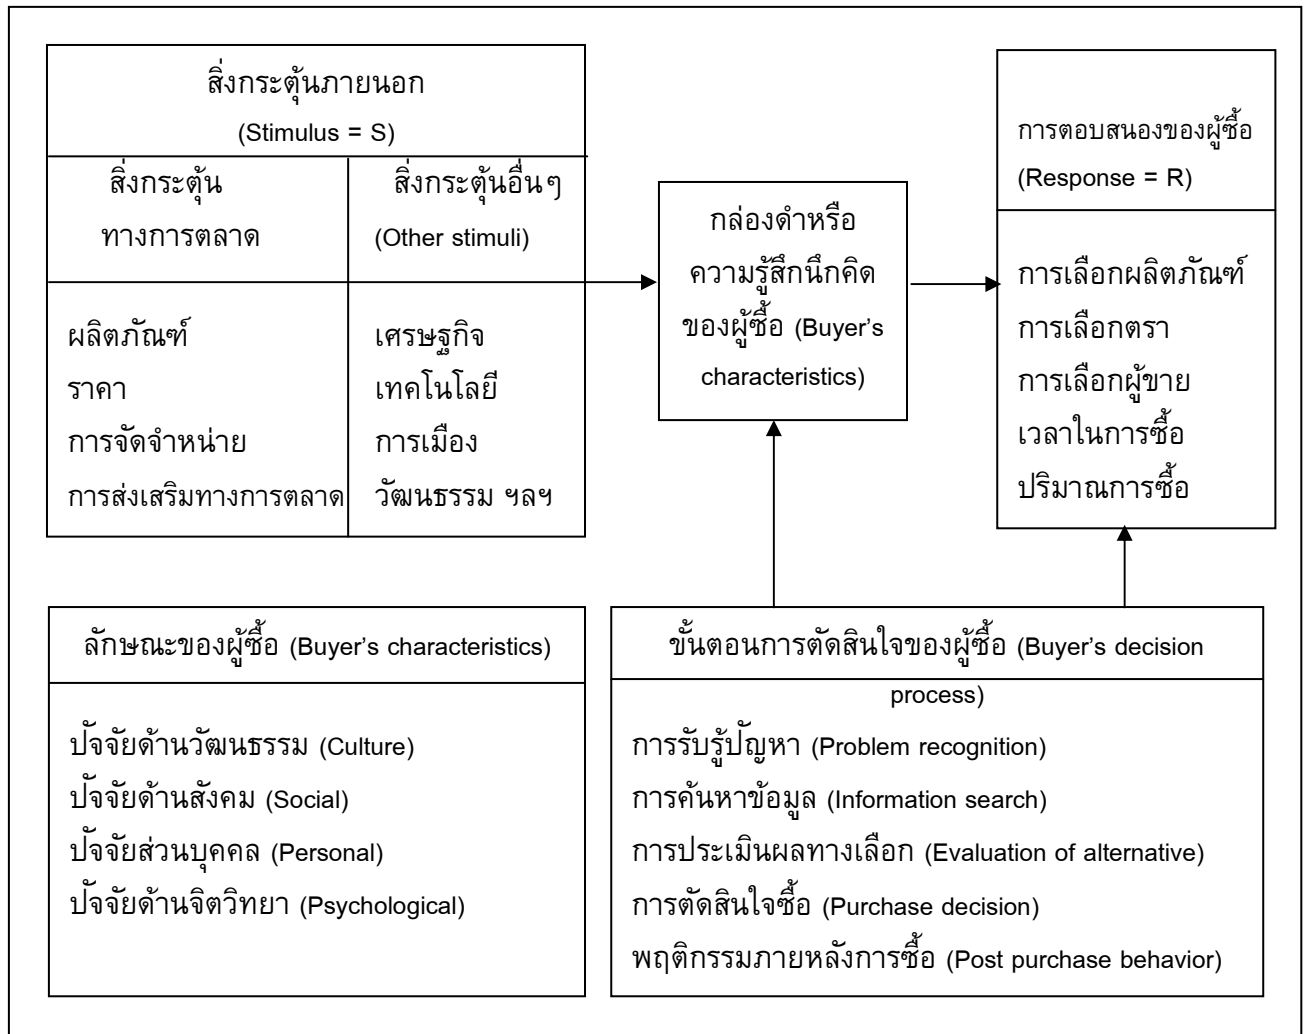 สิ่งกระตุ้นภายนอก
(Stimulus = S)
สิ่งกระตุ้น
ทางการตลาด
สิ่งกระตุ้นอื่นๆ
(Other stimuli)
ผลิตภัณฑ์
ราคา
การจัดจำหน่าย
การส่งเสริมทางการตลาด
เศรษฐกิจ
เทคโนโลยี
การเมือง
วัฒนธรรม ฯลฯ
กล่องดำหรือ
ความรู้สึกนึกคิด
ของผู้ซื้อ (Buyer's
characteristics)
การตอบสนองของผู้ซื้อ
(Response = R)
การเลือกผลิตภัณฑ์
การเลือกตรา
การเลือกผู้ขาย
เวลาในการซื้อ
ปริมาณการซื้อ
ลักษณะของผู้ซื้อ (Buyer's characteristics)
ปัจจัยด้านวัฒนธรรม (Culture)
ปัจจัยด้านสังคม (Social)
ปัจจัยส่วนบุคคล (Personal)
ปัจจัยด้านจิตวิทยา (Psychological)
ขั้นตอนการตัดสินใจของผู้ซื้อ (Buyer's decision
process)
การรับรู้ปัญหา (Problem recognition)
การค้นหาข้อมูล (Information search)
การประเมินผลทางเลือก (Evaluation of alternative)
การตัดสินใจซื้อ (Purchase decision)
พฤติกรรมภายหลังการซื้อ (Post purchase behavior)